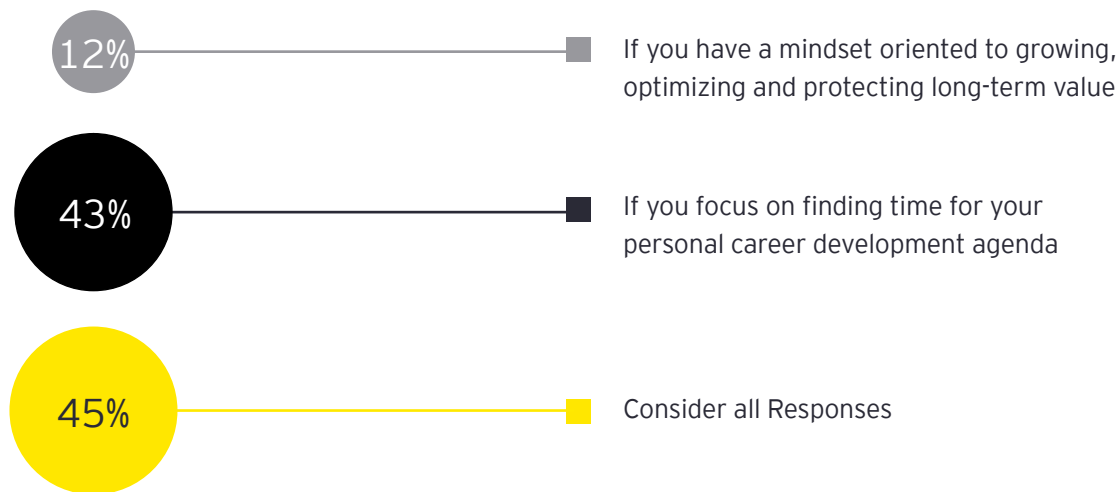 12%
If you have a mindset oriented to growing,
optimizing and protecting long-term value
43%
If you focus on finding time for your
personal career development agenda
45%
Consider all Responses